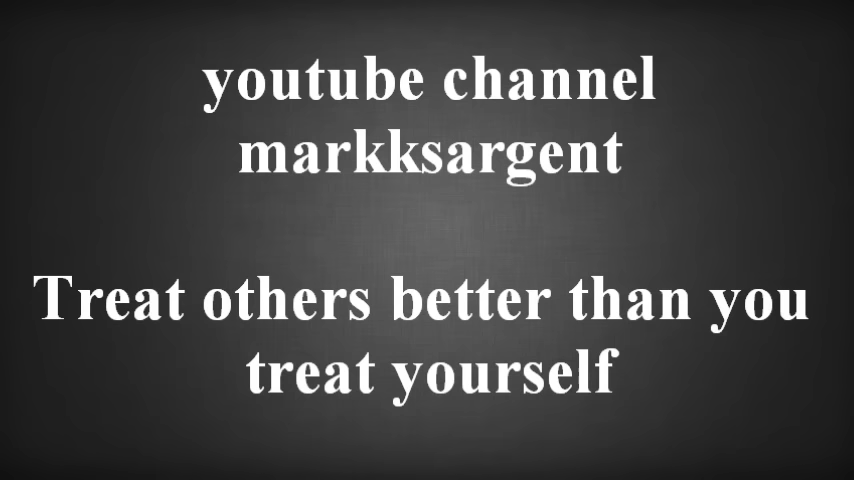 youtube channel
markksargent
Treat others better than you
treat yourself